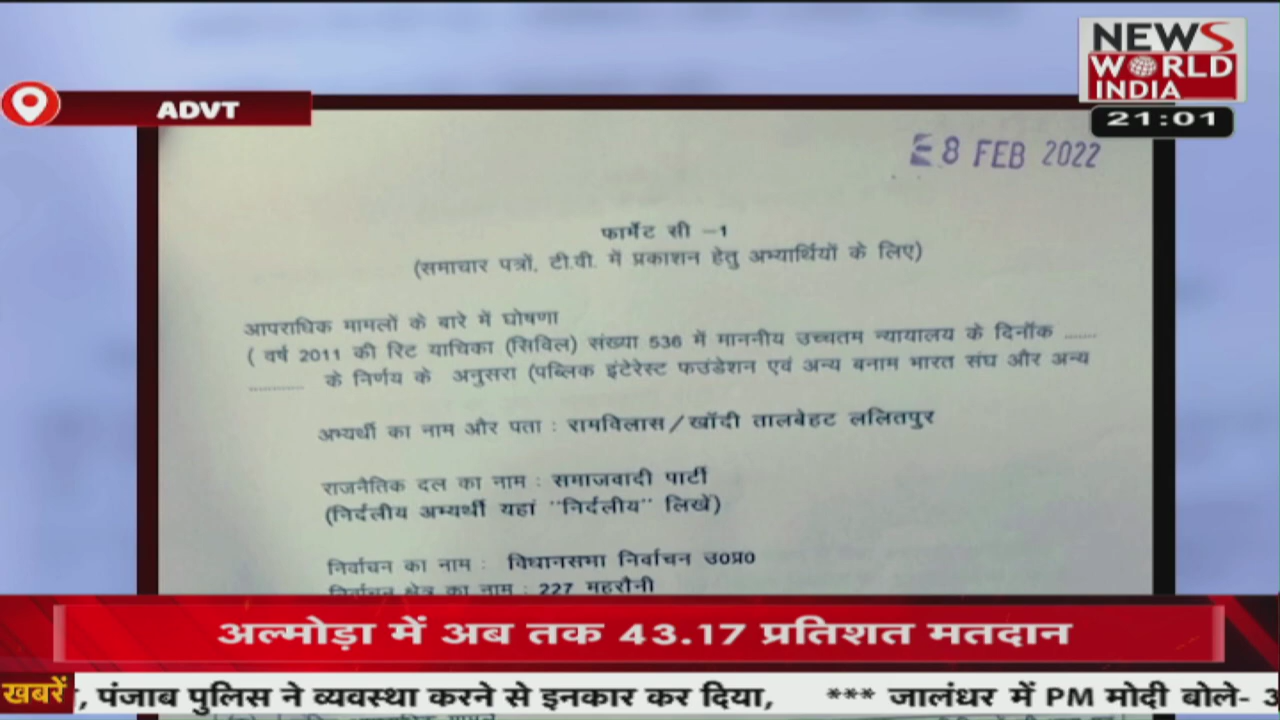 NEWS
WORLD
INDIA
21:01
ADVT
8 FEB 2022
फार्मेट सी -1
(समाचार पत्रों, टी.वी. में प्रकाशन हेतु अभ्यार्थियों के लिए)
आपराधिक मामलों के बारे में घोषणा
( वर्ष 2011 की रिट याचिका (सिविल) संख्या 536 में माननीय उच्चतम न्यायालय के दिनॉक ......
............ के निर्णय के अनुसरा (पब्लिक इंटेरेस्ट फउंडेशन एवं अन्य बनाम भारत संघ और अन्य
अभ्यर्थी का नाम और पता : रामविलास/खॉदी तालबेहट ललितपुर
राजनैतिक दल का नाम : समाजवादी पार्टी
(निर्दलीय अभ्यर्थी यहां "निर्दलीय" लिखें)
निर्वाचन का नाम : विधानसभा निर्वाचन उ0प्र0
निर्वाचन क्षेत्र का नाम : 227 महरौनी
अल्मोड़ा में अब तक 43.17 प्रतिशत मतदान
खबरें , पंजाब पुलिस ने व्यवस्था करने से इनकार कर दिया, *** जालंधर में PM मोदी बोले-